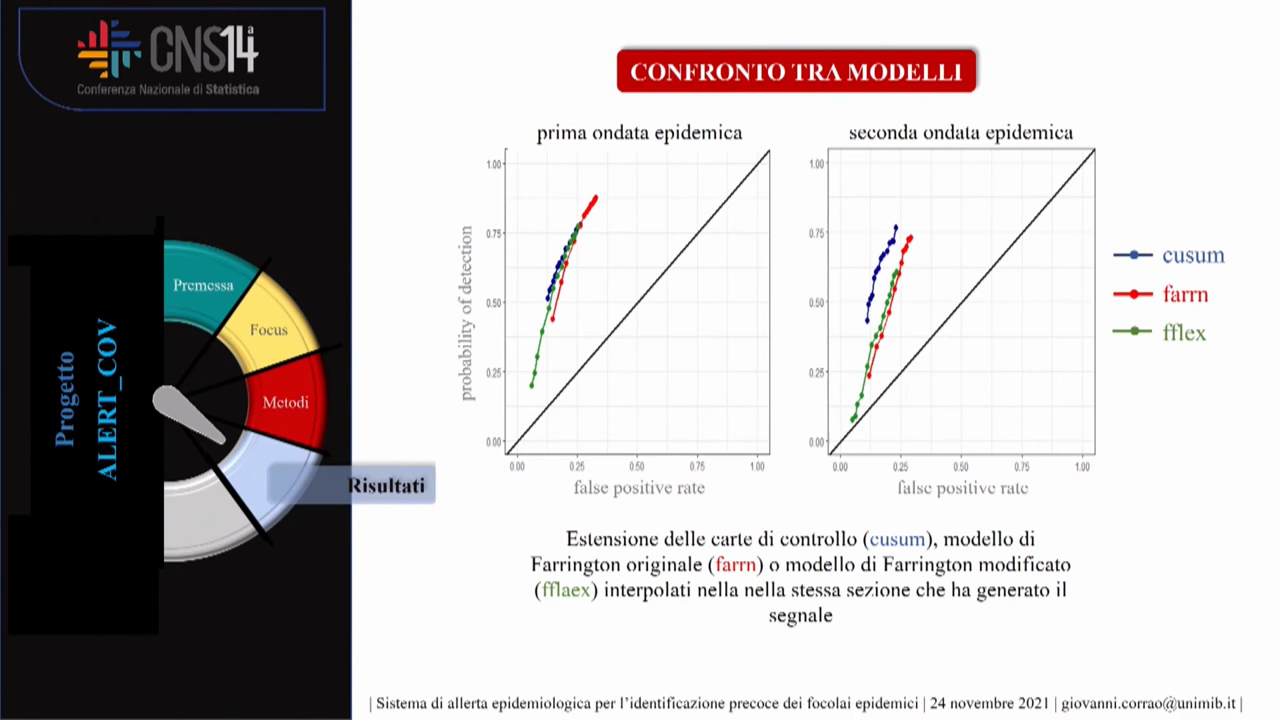 CNS14ª
Conferenza Nazionale di Statistica
CONFRONTO TRA MODELLI
Progetto
ALERT_COV
Premessa
Focus
Metodi
Risultati
prima ondata epidemica
1.00
0.75
0.50
0.25
0.00
probability of detection
0.00 0.25 0.50 0.75 1.00
false positive rate
seconda ondata epidemica
1.00
0.75
0.50
0.25
0.00
0.00 0.25 0.50 0.75 1.00
false positive rate
cusum
farrn
fflex
Estensione delle carte di controllo (cusum), modello di
Farrington originale (farrn) o modello di Farrington modificato
(fflaex) interpolati nella nella stessa sezione che ha generato il
segnale
| Sistema di allerta epidemiologica per l'identificazione precoce dei focolai epidemici | 24 novembre 2021 | giovanni.corrao@unimib.it |